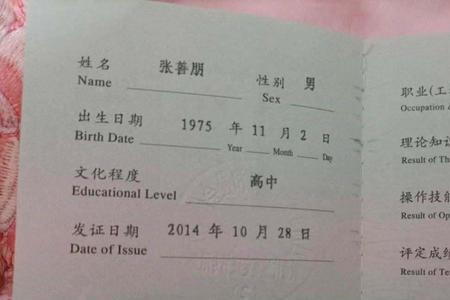 姓名 张善朋 性别 男
Name Sex
出生日期 1975 年 11 月 2 日
Birth Date Year Month Day
文化程度 高中
Educational Level
发证日期 2014 年 10 月 28 日
Date of Issue
职业(工
Occupation
理论知识
Result of Th
操作技能
Result of Op
评定成绩
Result of Te